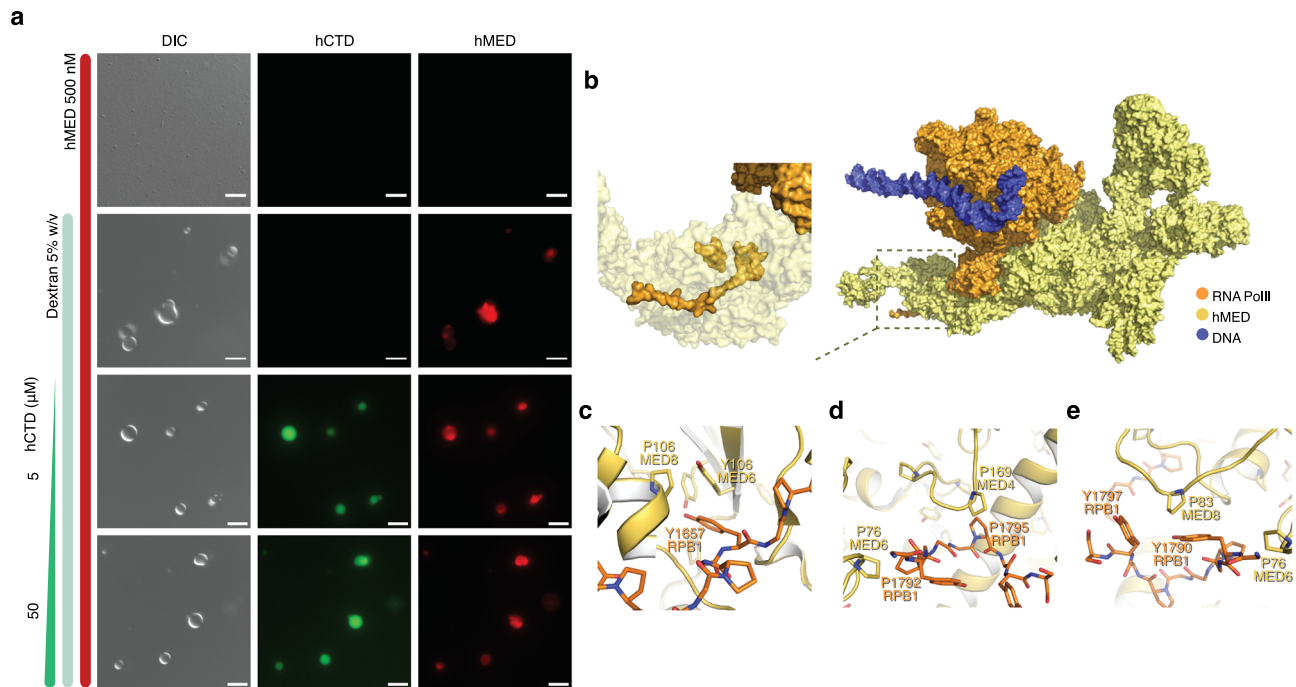 a
DIC
hCTD
hMED
hMED 500 nM
Dextran 5% w/v
hCTD (µM)
5
50
b
RNA PolII
hMED
DNA
c
P106
MED8
Y106
MED6
Y1657
RPB1
d
P169
MED4
P76
MED6
P1795
RPB1
P1792
RPB1
e
Y1797
RPB1
P83
MED8
Y1790
RPB1
P76
MED6